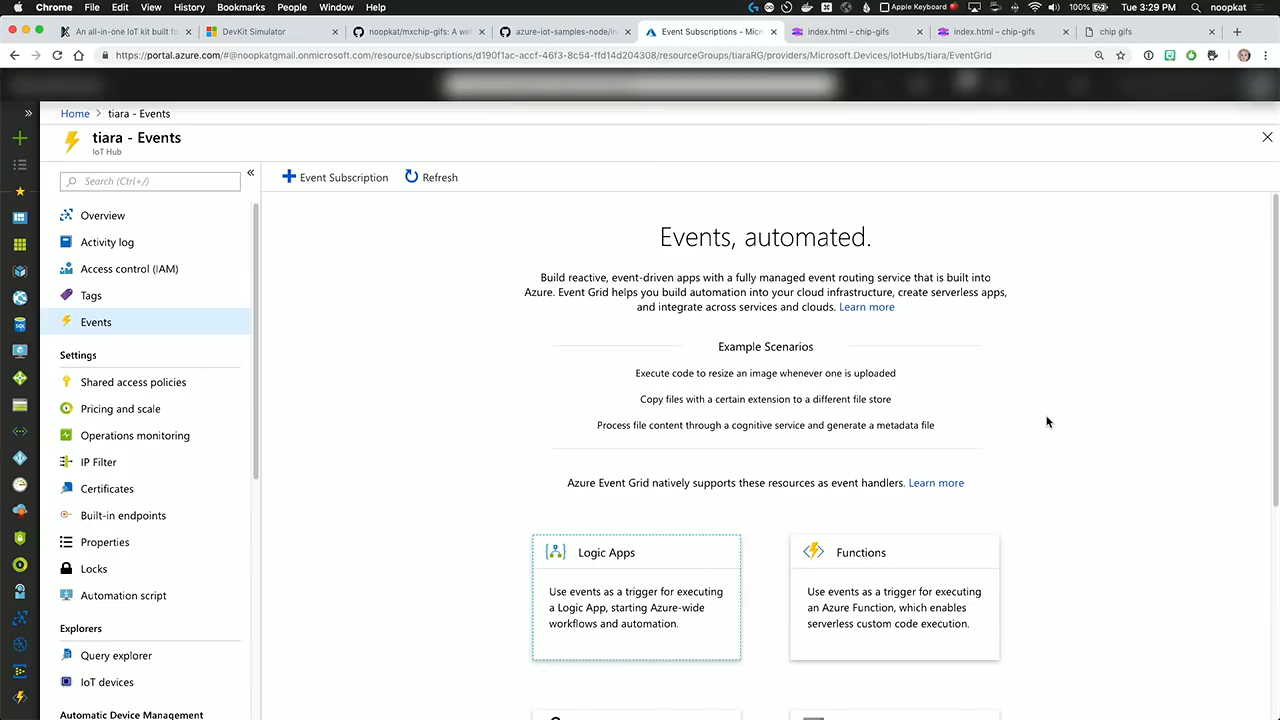 Chrome File Edit View History Bookmarks People Window Help
Apple Keyboard 100% Tue 3:29 PM noopkat
An all-in-one IoT kit built fo
DevKit Simulator
noopkat/mxchip-gifs: A we
azure-iot-samples-node/in
Event Subscriptions - Micr
index.html – chip-gifs
index.html – chip-gifs
chip gifs
https://portal.azure.com/#@noopkatgmail.onmicrosoft.com/resource/subscriptions/d190f1ac-accf-46f3-8c54-ffd14d204308/resourceGroups/tiaraRG/providers/Microsoft.Devices/IotHubs/tiara/EventGrid
Home > tiara - Events
tiara - Events
IoT Hub
Search (Ctrl+/)
Overview
Activity log
Access control (IAM)
Tags
Events
Settings
Shared access policies
Pricing and scale
Operations monitoring
IP Filter
Certificates
Built-in endpoints
Properties
Locks
Automation script
Explorers
Query explorer
IoT devices
Automatic Device Management
Event Subscription
Refresh
Events, automated.
Build reactive, event-driven apps with a fully managed event routing service that is built into
Azure. Event Grid helps you build automation into your cloud infrastructure, create serverless apps,
and integrate across services and clouds. Learn more
Example Scenarios
Execute code to resize an image whenever one is uploaded
Copy files with a certain extension to a different file store
Process file content through a cognitive service and generate a metadata file
Azure Event Grid natively supports these resources as event handlers. Learn more
Logic Apps
Use events as a trigger for executing
a Logic App, starting Azure-wide
workflows and automation.
Functions
Use events as a trigger for executing
an Azure Function, which enables
serverless custom code execution.